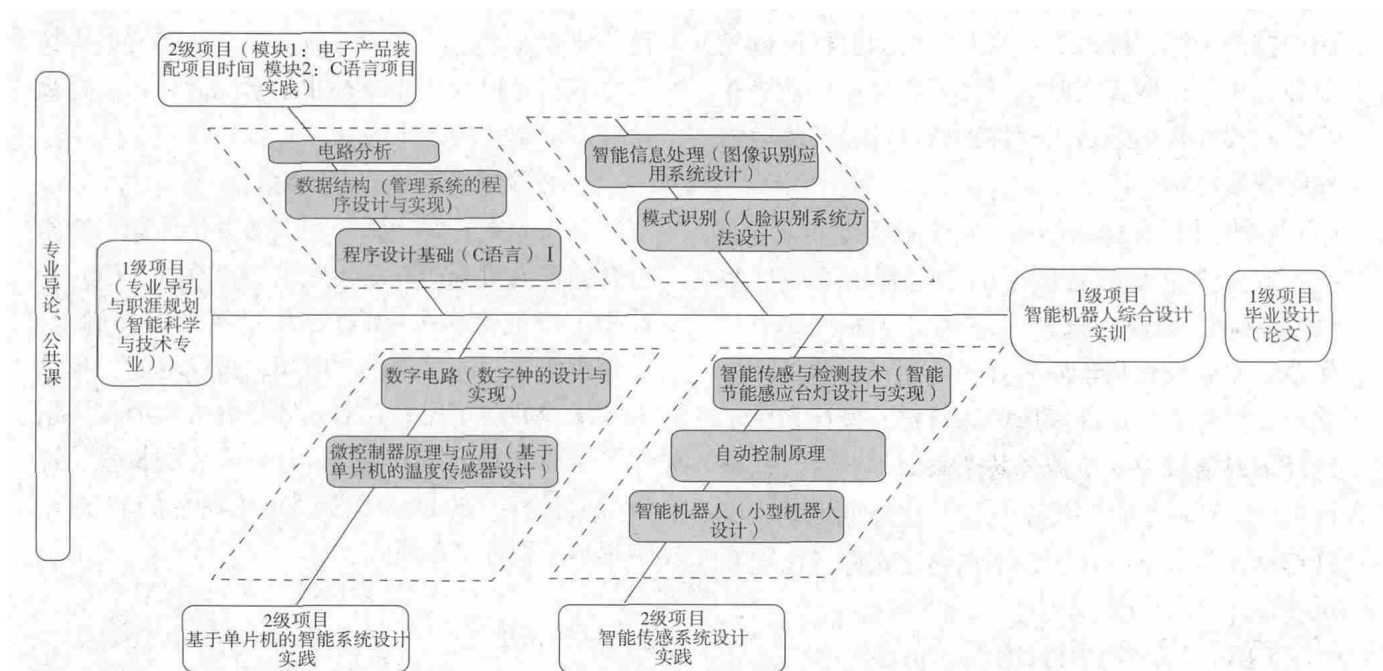 2级项目（模块1：电子产品装
配项目时间 模块2：C语言项目
实践）
电路分析
数据结构（管理系统的程
序设计与实现)
程序设计基础（C语言）Ⅰ
智能信息处理（图像识别应
用系统设计）
模式识别（人脸识别系统方
法设计）
专业导论、公共课
1级项目
（专业导引
与职涯规划
（智能科学
与技术专
业））
1级项目
智能机器人综合设计
实训
1级项目
毕业设计
（论文）
数字电路（数字钟的设计与
实现）
微控制器原理与应用（基于
单片机的温度传感器设计）
智能传感与检测技术（智能
节能感应台灯设计与实现）
自动控制原理
智能机器人（小型机器人
设计）
2级项目
基于单片机的智能系统设计
实践
2级项目
智能传感系统设计
实践